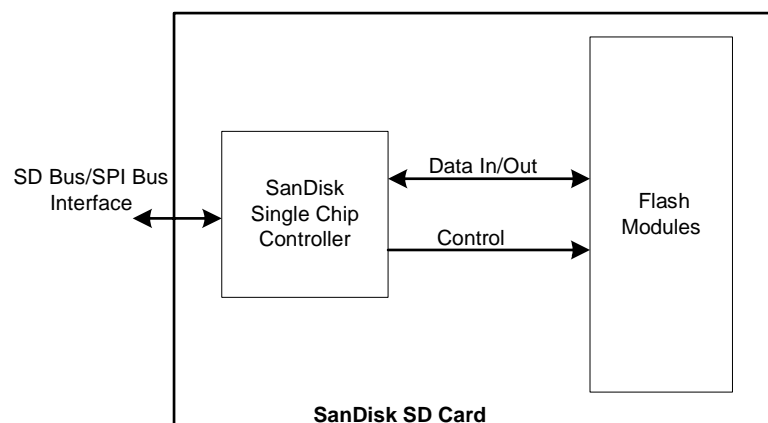 SD Bus/SPI Bus
Interface
SanDisk
Single Chip
Controller
Data In/Out
Control
Flash
Modules
SanDisk SD Card